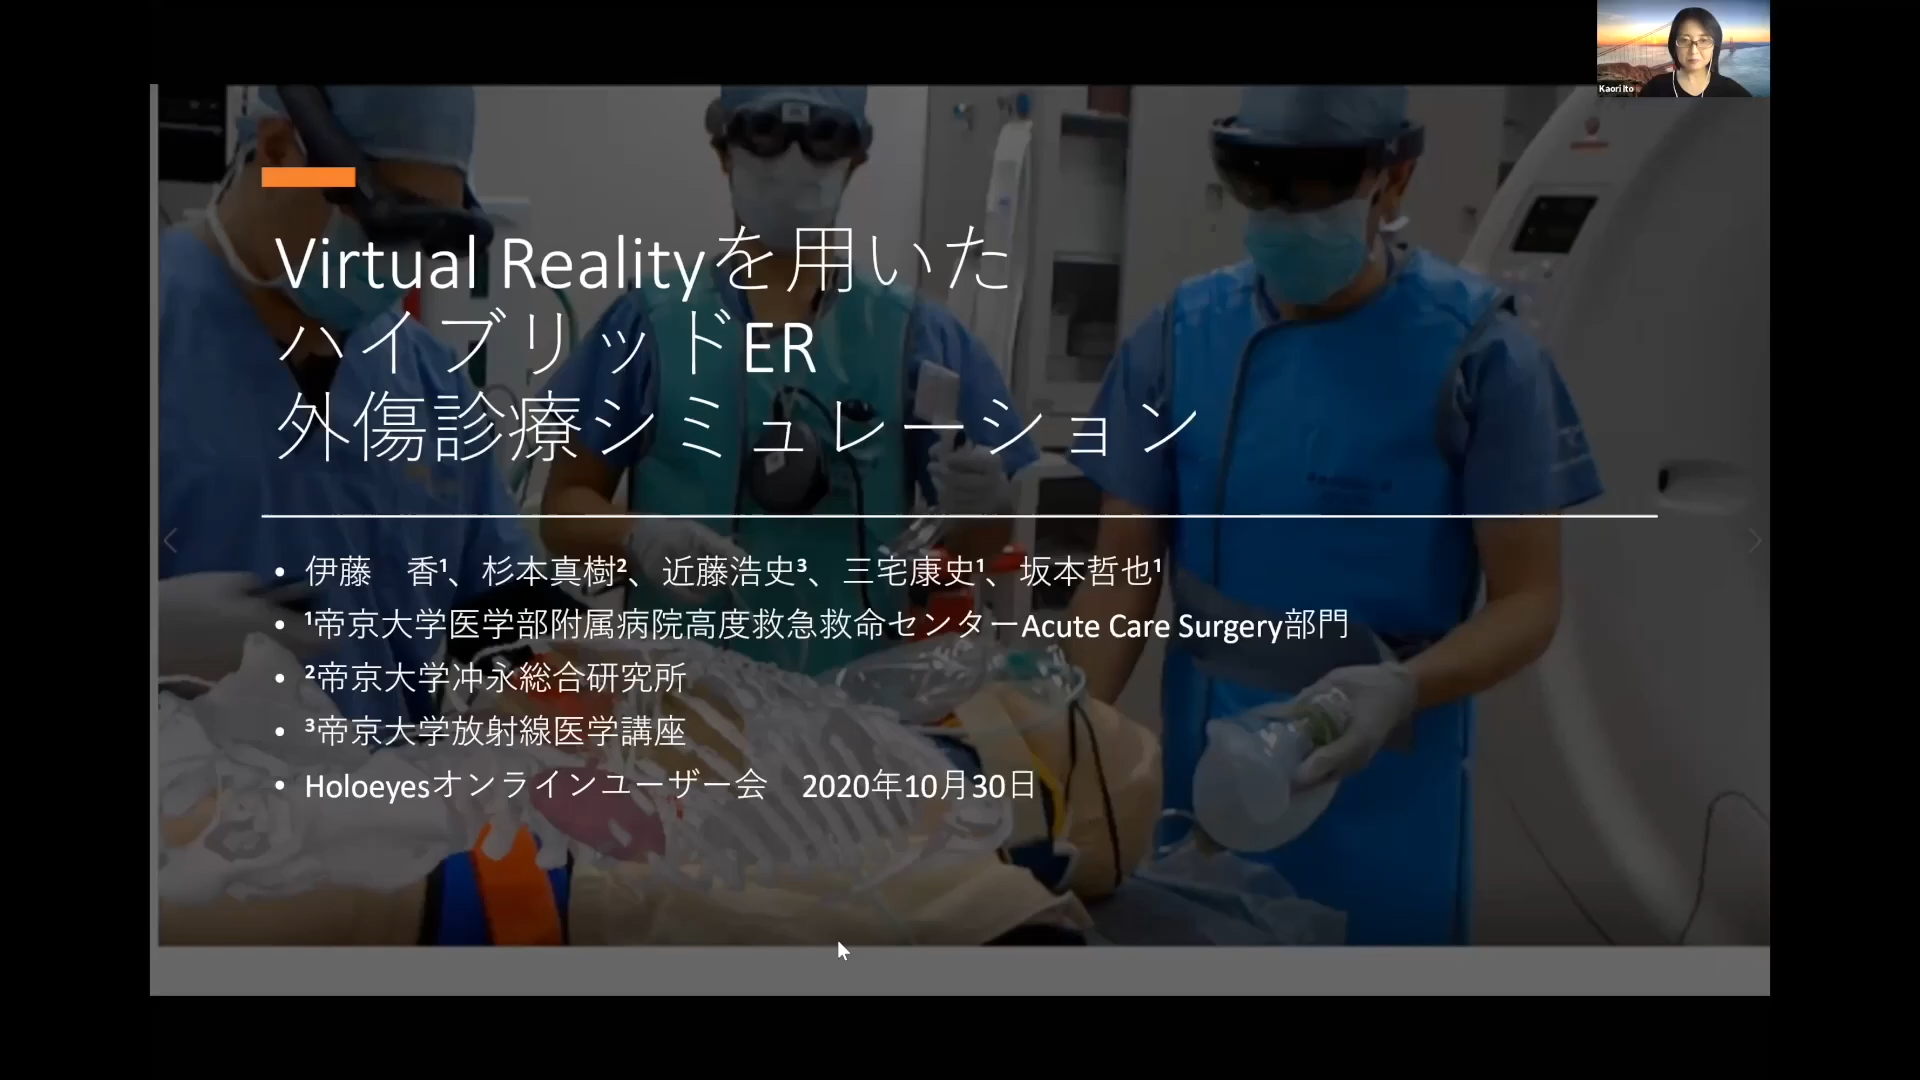 Kaori Ito
Virtual Realityを用いた
ハイブリッドER
外傷診療シミュレーション
• 伊藤　香¹、杉本真樹²、近藤浩史³、三宅康史¹、坂本哲也¹
• ¹帝京大学医学部附属病院高度救急救命センターAcute Care Surgery部門
• ²帝京大学冲永総合研究所
• ³帝京大学放射線医学講座
• Holoeyesオンラインユーザー会　2020年10月30日